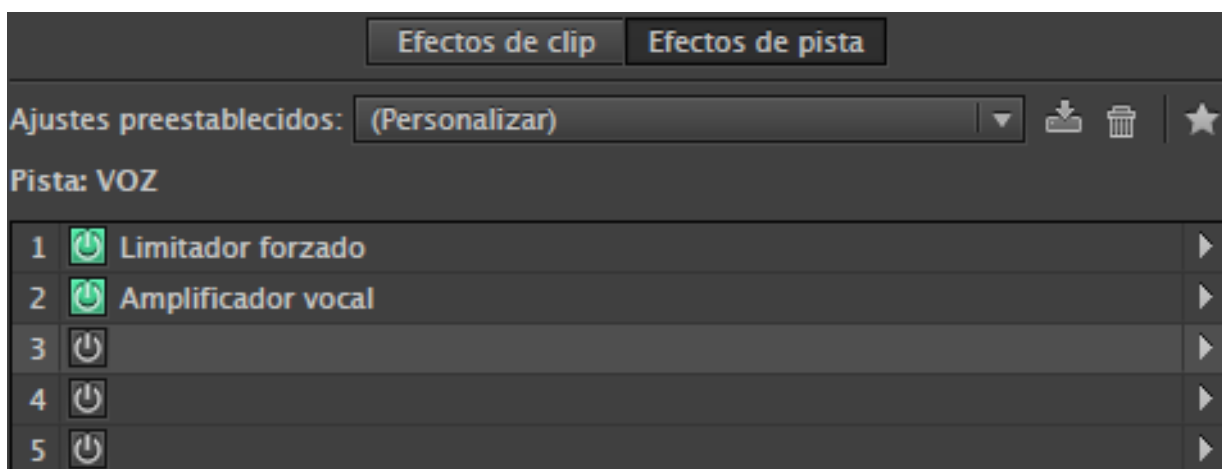 Efectos de clip Efectos de pista
Ajustes preestablecidos: (Personalizar)
Pista: VOZ
1 Limitador forzado
2 Amplificador vocal
3
4
5